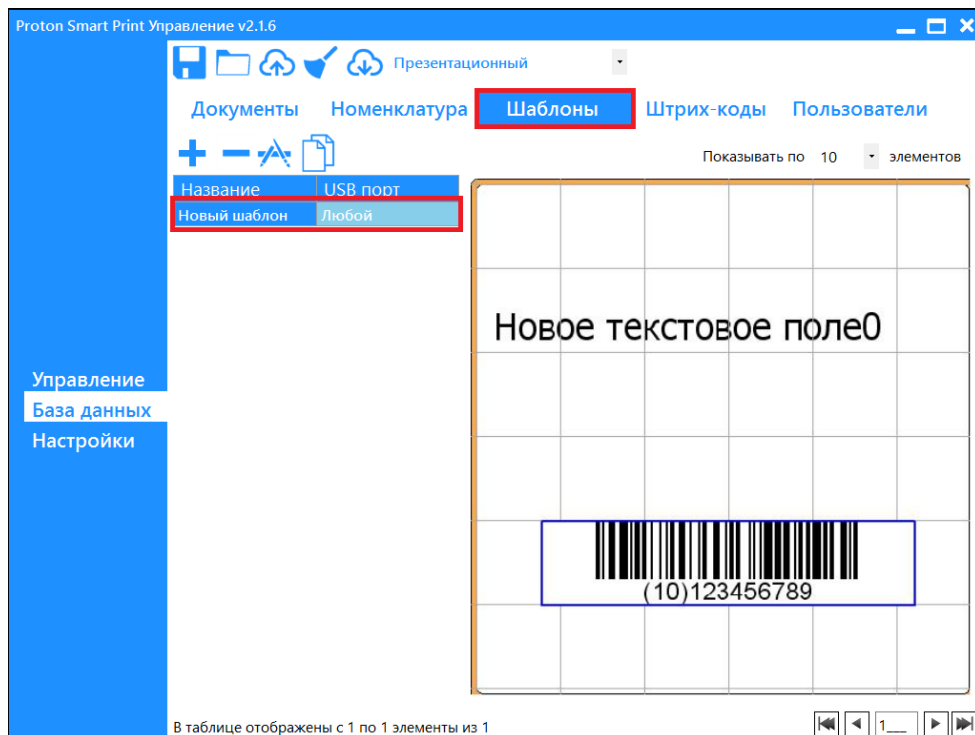 Proton Smart Print Управление v2.1.6
Презентационный
Документы Номенклатура Шаблоны Штрих-коды Пользователи
Показывать по 10 элементов
Название USB порт
Новый шаблон Любой
Новое текстовое поле0
Управление
База данных
Настройки
(10)123456789
В таблице отображены с 1 по 1 элементы из 1
1___